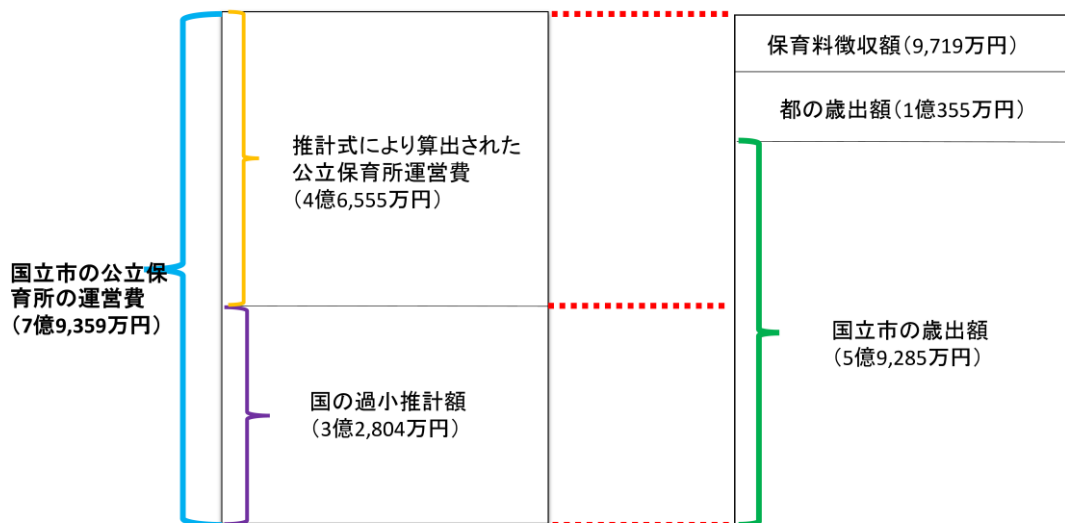 国立市の公立保
育所の運営費
（7億9,359万円）
推計式により算出された
公立保育所運営費
（4億6,555万円）
国の過小推計額
（3億2,804万円）
保育料徴収額（9,719万円）
都の歳出額（1億355万円）
国立市の歳出額
（5億9,285万円）